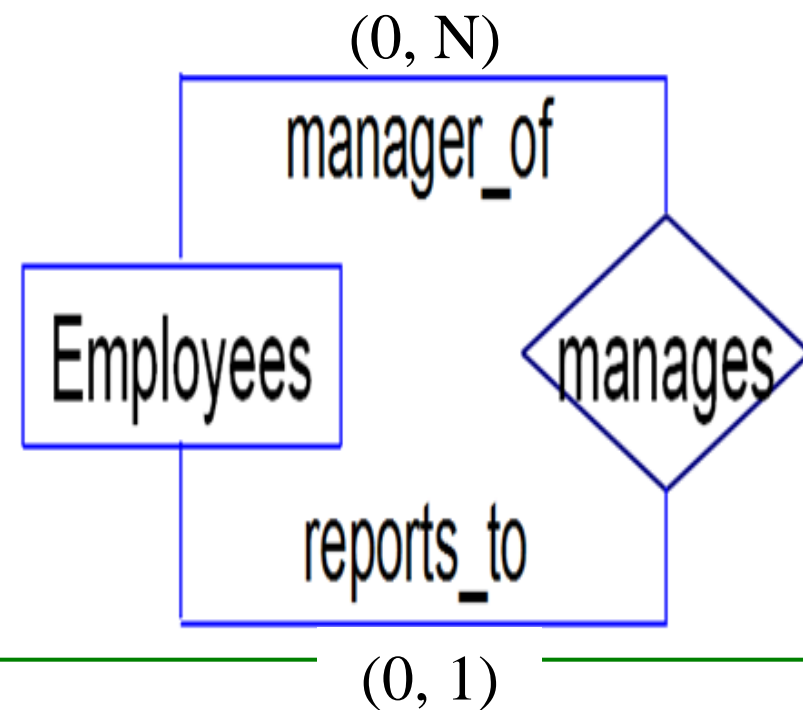 (0, N)
manager_of
Employees
manages
reports_to
(0, 1)